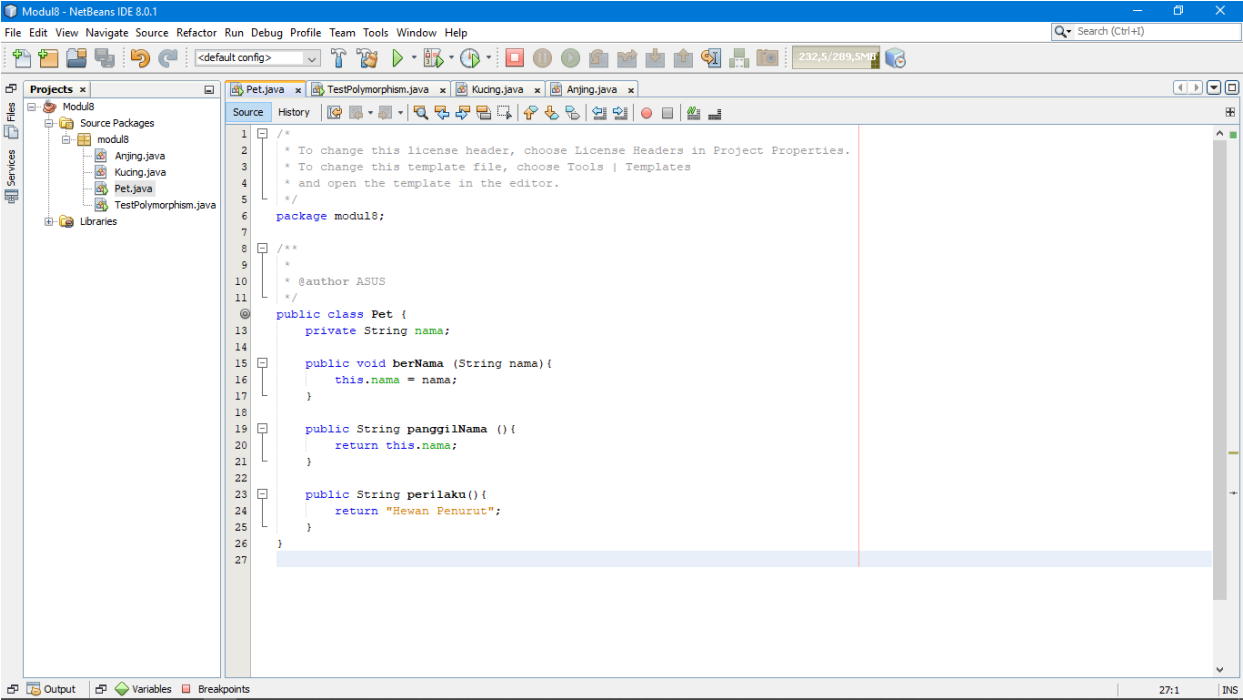 Modul8 - NetBeans IDE 8.0.1
File Edit View Navigate Source Refactor Run Debug Profile Team Tools Window Help
Search (Ctrl+I)
<default config>
232,5/289,5MB
Projects
Pet.java
TestPolymorphism.java
Kucing.java
Anjing.java
Files
Services
Modul8
Source Packages
modul8
Anjing.java
Kucing.java
Pet.java
TestPolymorphism.java
Libraries
Source History
1 /*
2 * To change this license header, choose License Headers in Project Properties.
3 * To change this template file, choose Tools | Templates
4 * and open the template in the editor.
5 */
6 package modul8;
7
8 /**
9 *
10 * @author ASUS
11 */
public class Pet {
13 private String nama;
14
15 public void berNama (String nama){
16 this.nama = nama;
17 }
18
19 public String panggilNama (){
20 return this.nama;
21 }
22
23 public String perilaku(){
24 return "Hewan Penurut";
25 }
26 }
27
Output
Variables
Breakpoints
27:1
INS